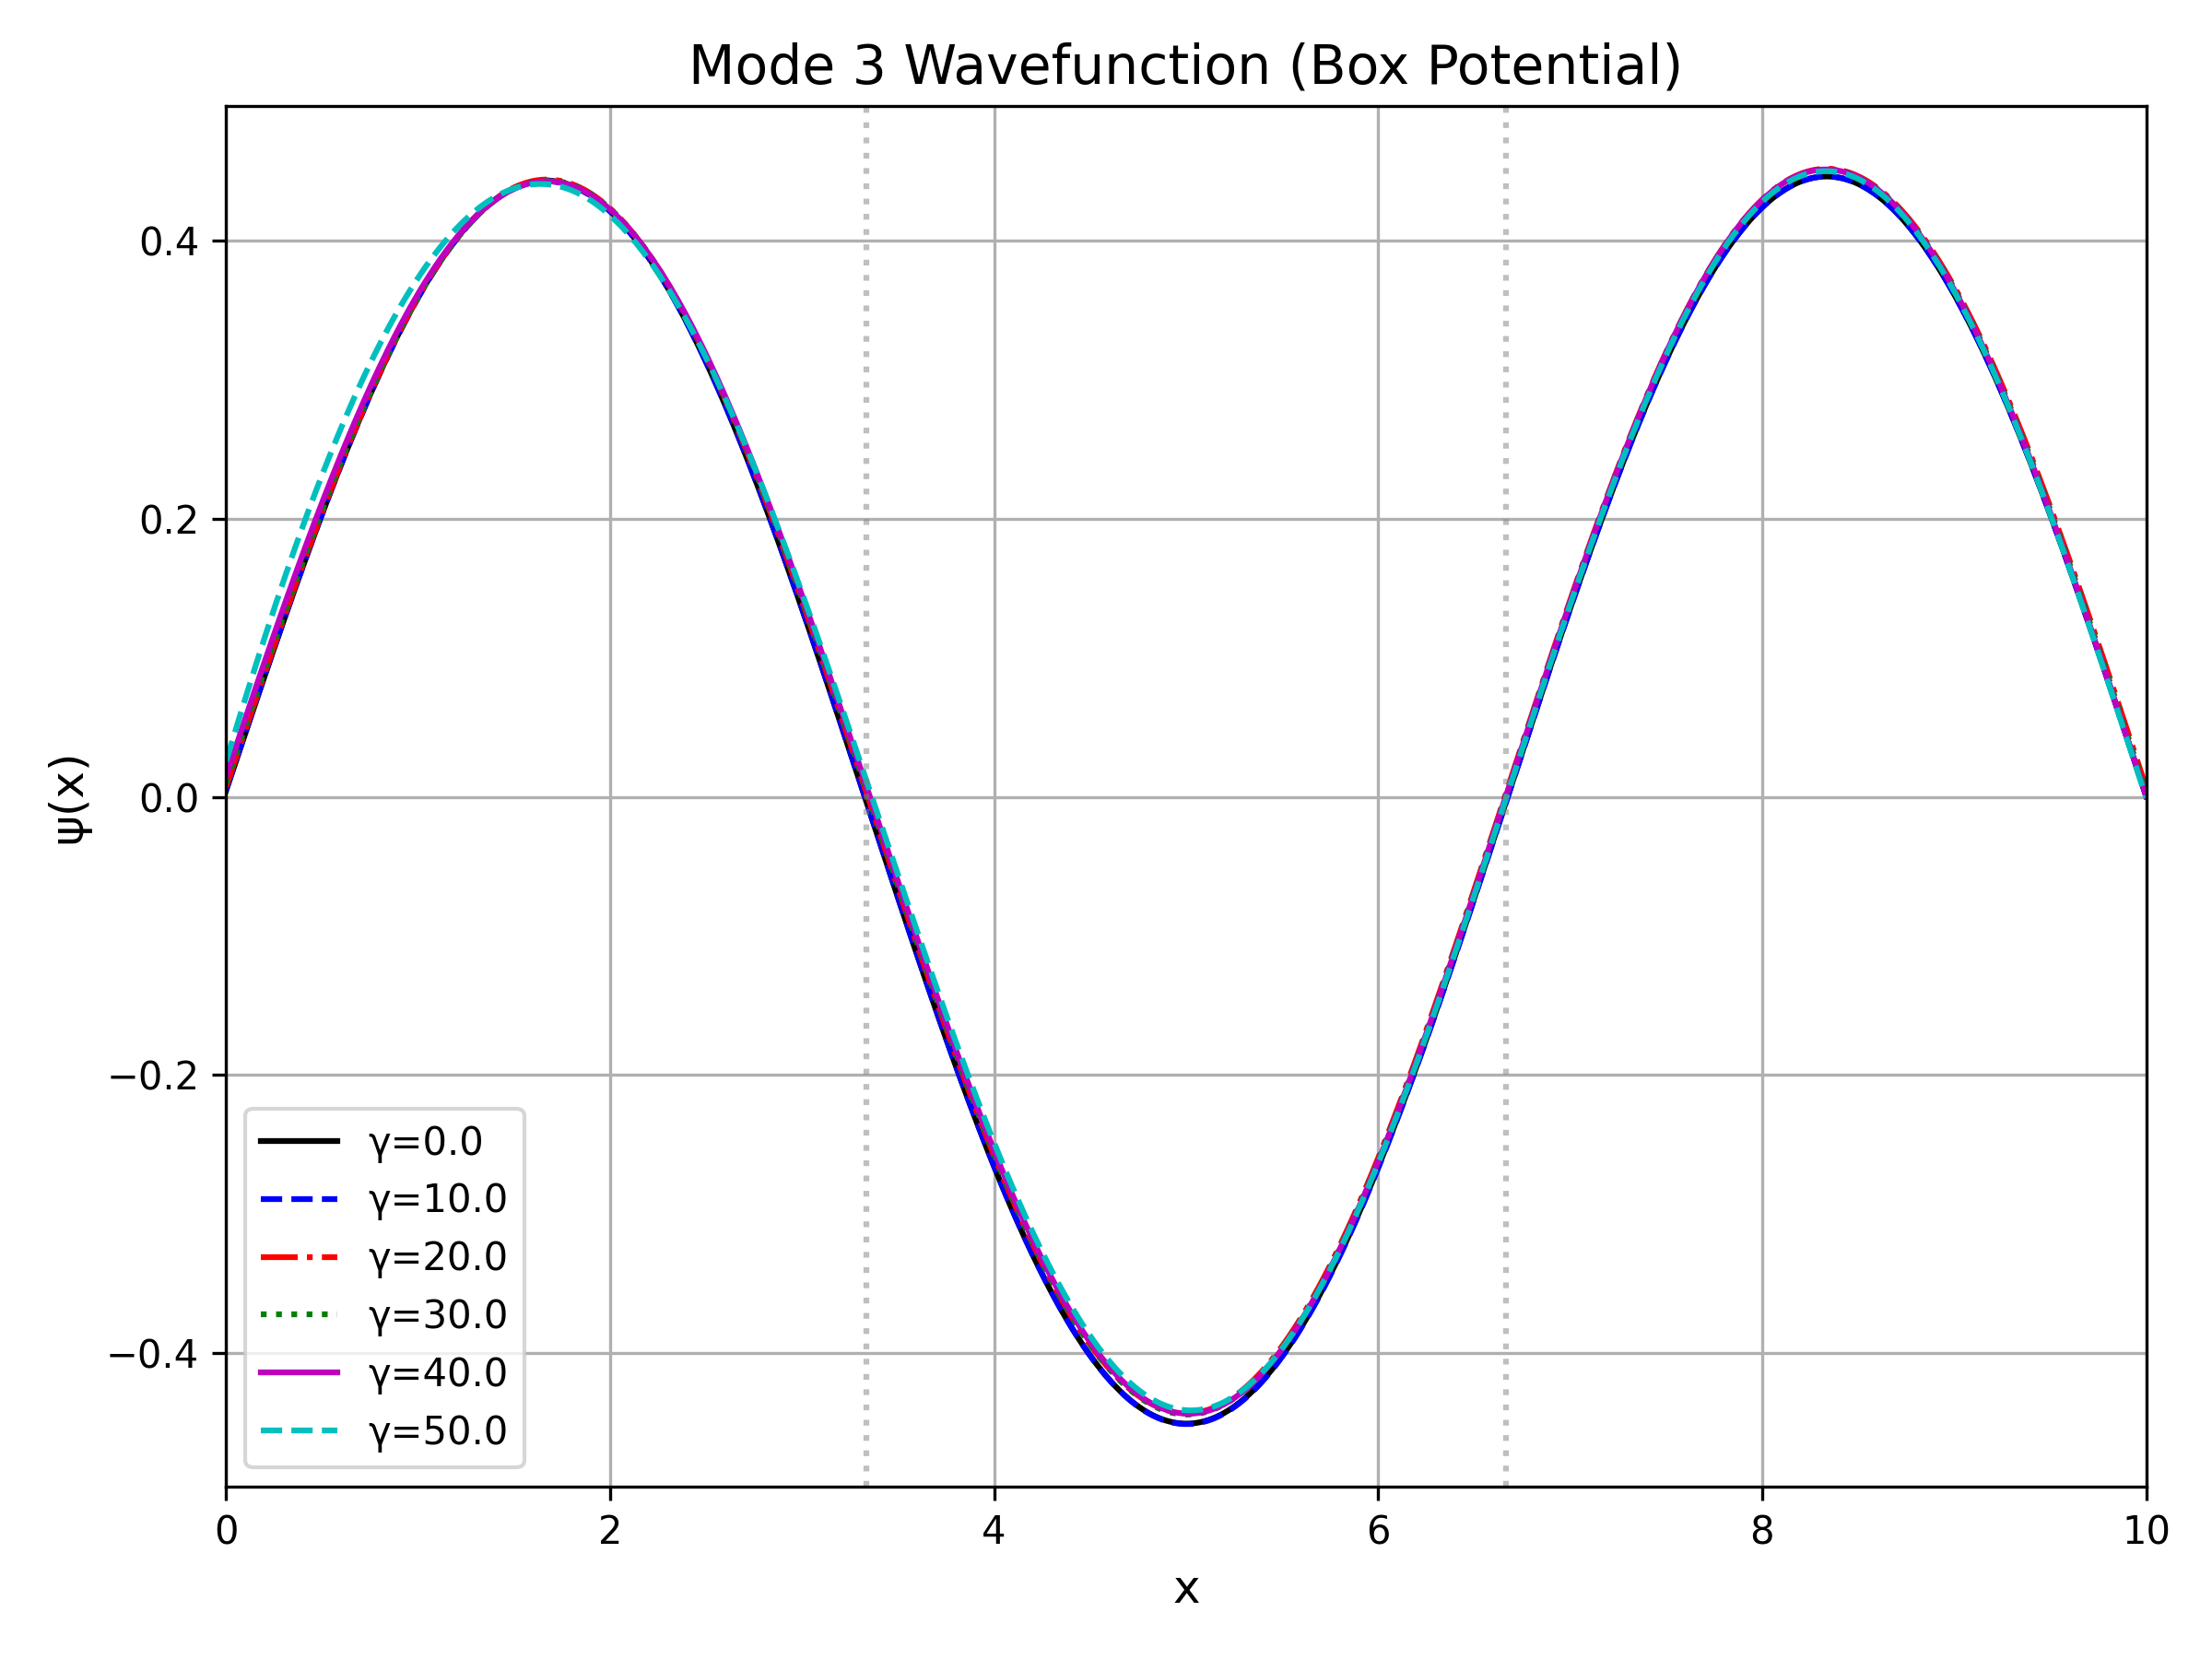 Mode 3 Wavefunction (Box Potential)
ψ(x)
0.4
0.2
0.0
−0.2
−0.4
γ=0.0
γ=10.0
γ=20.0
γ=30.0
γ=40.0
γ=50.0
0 2 4 6 8 10
x